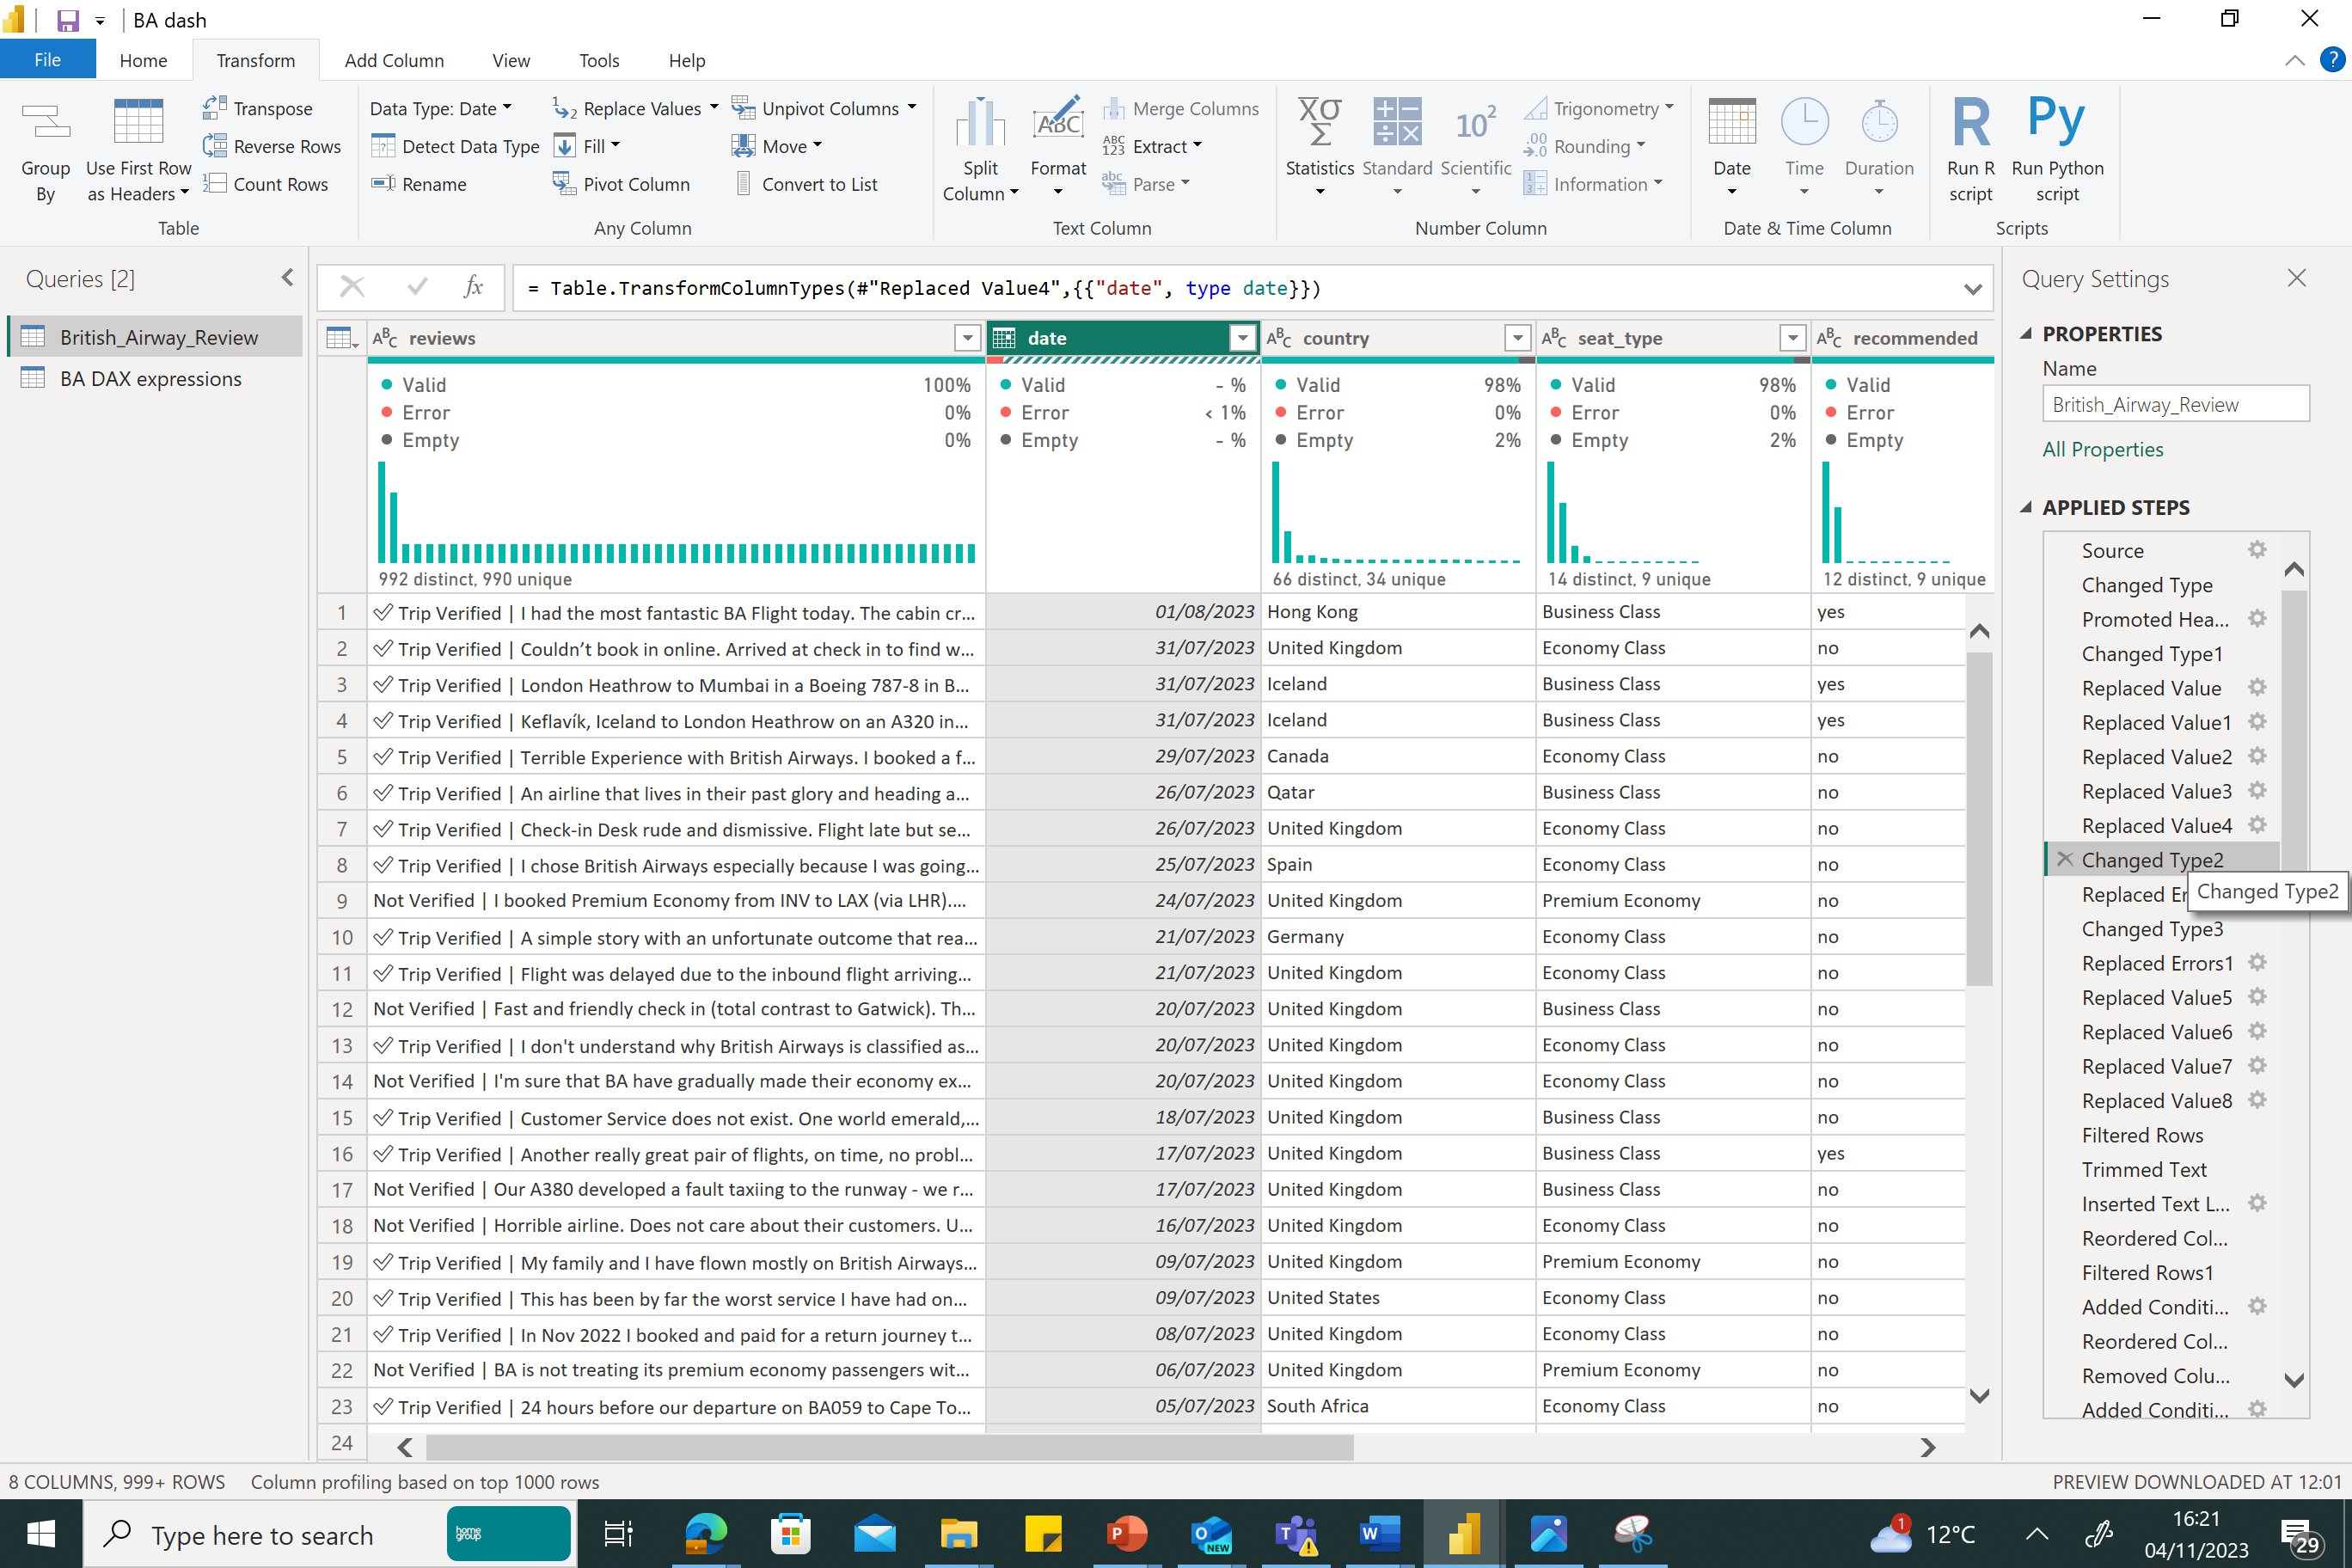 BA dash
File Home Transform Add Column View Tools Help
Group By
Use First Row as Headers
Transpose
Reverse Rows
Count Rows
Table
Data Type: Date
Detect Data Type
Rename
Replace Values
Fill
Pivot Column
Unpivot Columns
Move
Convert to List
Any Column
Split Column
Format
Merge Columns
Extract
Parse
Text Column
Statistics
Standard
Scientific
Trigonometry
Rounding
Information
Number Column
Date
Time
Duration
Date & Time Column
Run R script
Run Python script
Scripts
Queries [2]
British_Airway_Review
BA DAX expressions
= Table.TransformColumnTypes(#"Replaced Value4",{{"date", type date}})
reviews date country seat_type recommended
Valid 100% Valid - % Valid 98% Valid 98% Valid
Error 0% Error < 1% Error 0% Error 0% Error
Empty 0% Empty - % Empty 2% Empty 2% Empty
992 distinct, 990 unique 66 distinct, 34 unique 14 distinct, 9 unique 12 distinct, 9 unique
1 Trip Verified | I had the most fantastic BA Flight today. The cabin cr... 01/08/2023 Hong Kong Business Class yes
2 Trip Verified | Couldn’t book in online. Arrived at check in to find w... 31/07/2023 United Kingdom Economy Class no
3 Trip Verified | London Heathrow to Mumbai in a Boeing 787-8 in B... 31/07/2023 Iceland Business Class yes
4 Trip Verified | Keflavík, Iceland to London Heathrow on an A320 in... 31/07/2023 Iceland Business Class yes
5 Trip Verified | Terrible Experience with British Airways. I booked a f... 29/07/2023 Canada Economy Class no
6 Trip Verified | An airline that lives in their past glory and heading a... 26/07/2023 Qatar Business Class no
7 Trip Verified | Check-in Desk rude and dismissive. Flight late but se... 26/07/2023 United Kingdom Economy Class no
8 Trip Verified | I chose British Airways especially because I was going... 25/07/2023 Spain Economy Class no
9 Not Verified | I booked Premium Economy from INV to LAX (via LHR).... 24/07/2023 United Kingdom Premium Economy no
10 Trip Verified | A simple story with an unfortunate outcome that rea... 21/07/2023 Germany Economy Class no
11 Trip Verified | Flight was delayed due to the inbound flight arriving... 21/07/2023 United Kingdom Economy Class no
12 Not Verified | Fast and friendly check in (total contrast to Gatwick). Th... 20/07/2023 United Kingdom Business Class no
13 Trip Verified | I don't understand why British Airways is classified as... 20/07/2023 United Kingdom Economy Class no
14 Not Verified | I'm sure that BA have gradually made their economy ex... 20/07/2023 United Kingdom Economy Class no
15 Trip Verified | Customer Service does not exist. One world emerald,... 18/07/2023 United Kingdom Business Class no
16 Trip Verified | Another really great pair of flights, on time, no probl... 17/07/2023 United Kingdom Business Class yes
17 Not Verified | Our A380 developed a fault taxiing to the runway - we r... 17/07/2023 United Kingdom Business Class no
18 Not Verified | Horrible airline. Does not care about their customers. U... 16/07/2023 United Kingdom Economy Class no
19 Trip Verified | My family and I have flown mostly on British Airways... 09/07/2023 United Kingdom Premium Economy no
20 Trip Verified | This has been by far the worst service I have had on... 09/07/2023 United States Economy Class no
21 Trip Verified | In Nov 2022 I booked and paid for a return journey t... 08/07/2023 United Kingdom Economy Class no
22 Not Verified | BA is not treating its premium economy passengers wit... 06/07/2023 United Kingdom Premium Economy no
23 Trip Verified | 24 hours before our departure on BA059 to Cape To... 05/07/2023 South Africa Economy Class no
24
Query Settings
PROPERTIES
Name
British_Airway_Review
All Properties
APPLIED STEPS
Source
Changed Type
Promoted Hea...
Changed Type1
Replaced Value
Replaced Value1
Replaced Value2
Replaced Value3
Replaced Value4
Changed Type2
Changed Type2
Replaced Er
Changed Type3
Replaced Errors1
Replaced Value5
Replaced Value6
Replaced Value7
Replaced Value8
Filtered Rows
Trimmed Text
Inserted Text L...
Reordered Col...
Filtered Rows1
Added Conditi...
Reordered Col...
Removed Colu...
Added Conditi...
8 COLUMNS, 999+ ROWS Column profiling based on top 1000 rows PREVIEW DOWNLOADED AT 12:01
Type here to search
home group
NEW
1
12°C
16:21
04/11/2023
29